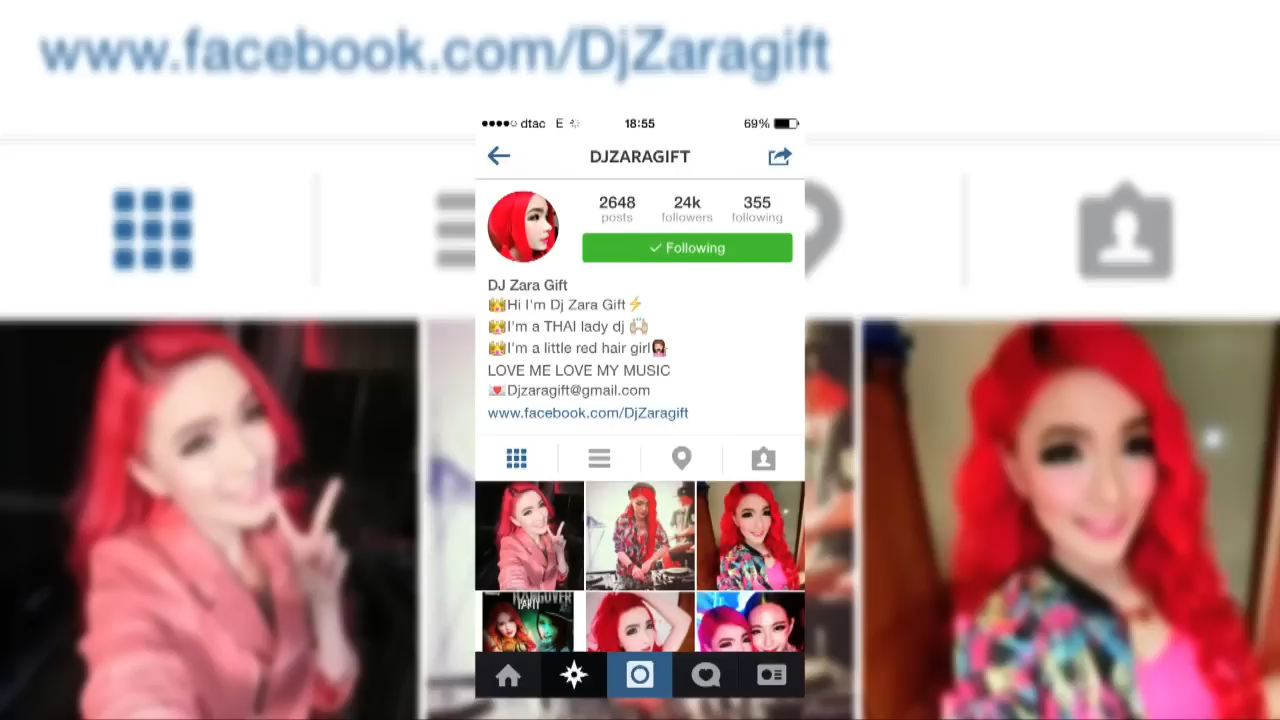 www.facebook.com/DjZaragift
dtac E 18:55 69%
DJZARAGIFT
2648 24k 355
posts followers following
Following
DJ Zara Gift
Hi I'm Dj Zara Gift
I'm a THAI lady dj
I'm a little red hair girl
LOVE ME LOVE MY MUSIC
Djzaragift@gmail.com
www.facebook.com/DjZaragift
HANGOVER
PARTY